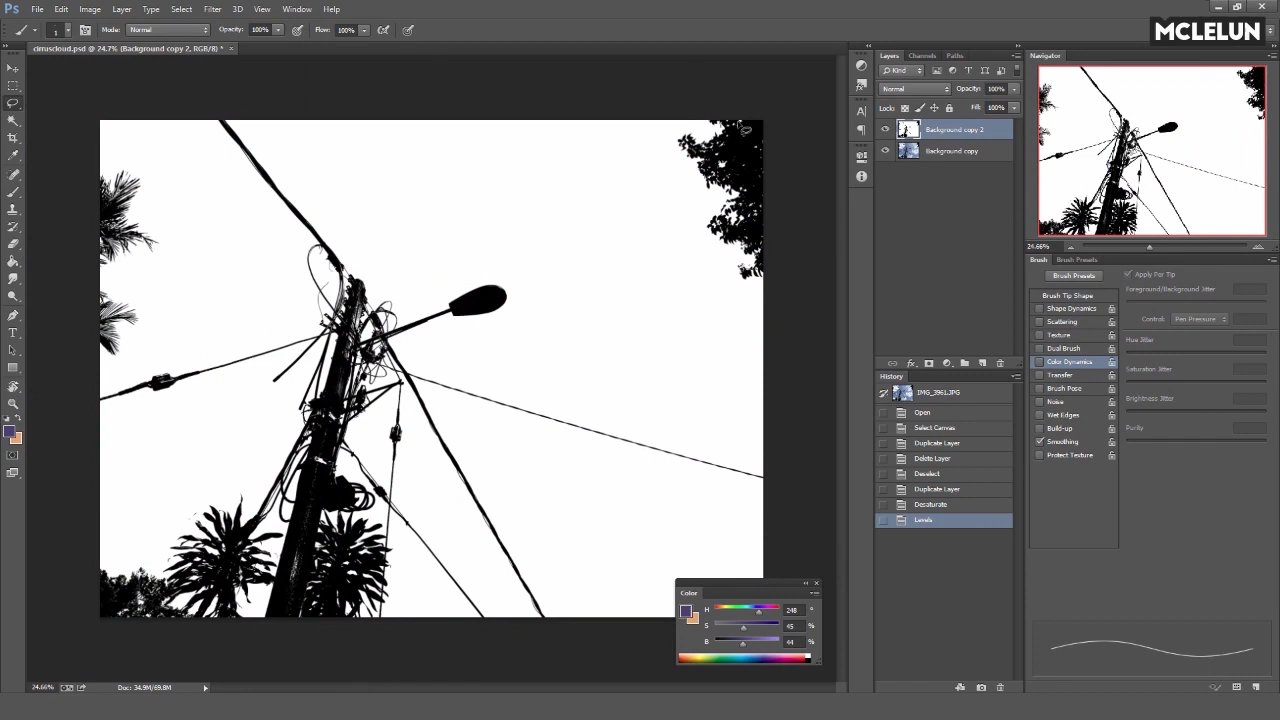 Ps File Edit Image Layer Type Select Filter 3D View Window Help
Mode: Normal Opacity: 100% Flow: 100%
MCLELUN
cirruscloud.psd @ 24.7% (Background copy 2, RGB/8) * ×
Layers Channels Paths
Kind
Normal Opacity: 100%
Lock: Fill: 100%
Background copy 2
Background copy
Navigator
24.66%
Brush Brush Presets
Brush Presets Apply Per Tip
Brush Tip Shape Foreground/Background Jitter
Shape Dynamics
Scattering Control: Pen Pressure
Texture
Dual Brush Hue Jitter
Color Dynamics
Transfer Saturation Jitter
Brush Pose
Noise Brightness Jitter
Wet Edges
Build-up Purity
Smoothing
Protect Texture
History
IMG_3961.JPG
Open
Select Canvas
Duplicate Layer
Delete Layer
Deselect
Duplicate Layer
Desaturate
Levels
Color
H 248 °
S 45 %
B 44 %
24.66% Doc: 34.9M/69.8M